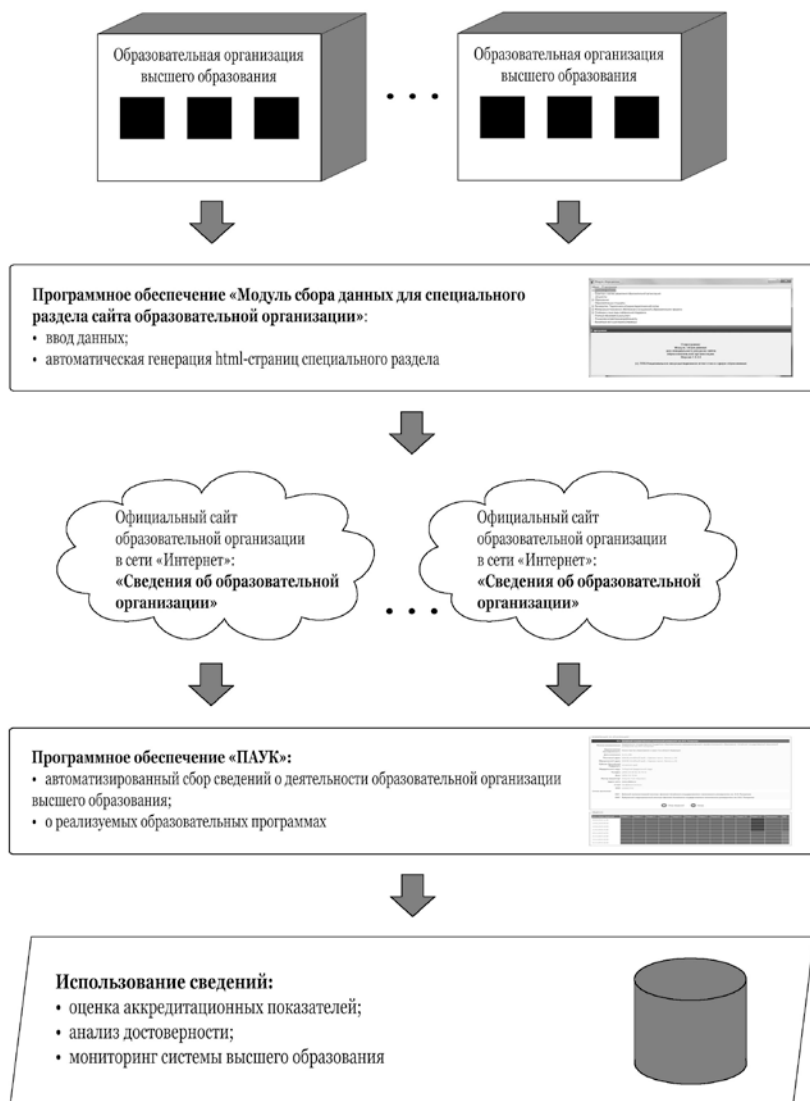 Образовательная организация
высшего образования
Образовательная организация
высшего образования
Программное обеспечение «Модуль сбора данных для специального
раздела сайта образовательной организации»:
• ввод данных;
• автоматическая генерация html-страниц специального раздела
Официальный сайт
образовательной организации
в сети «Интернет»:
«Сведения об образовательной
организации»
Официальный сайт
образовательной организации
в сети «Интернет»:
«Сведения об образовательной
организации»
Программное обеспечение «ПАУК»:
• автоматизированный сбор сведений о деятельности образовательной организации
высшего образования;
• о реализуемых образовательных программах
Использование сведений:
• оценка аккредитационных показателей;
• анализ достоверности;
• мониторинг системы высшего образования